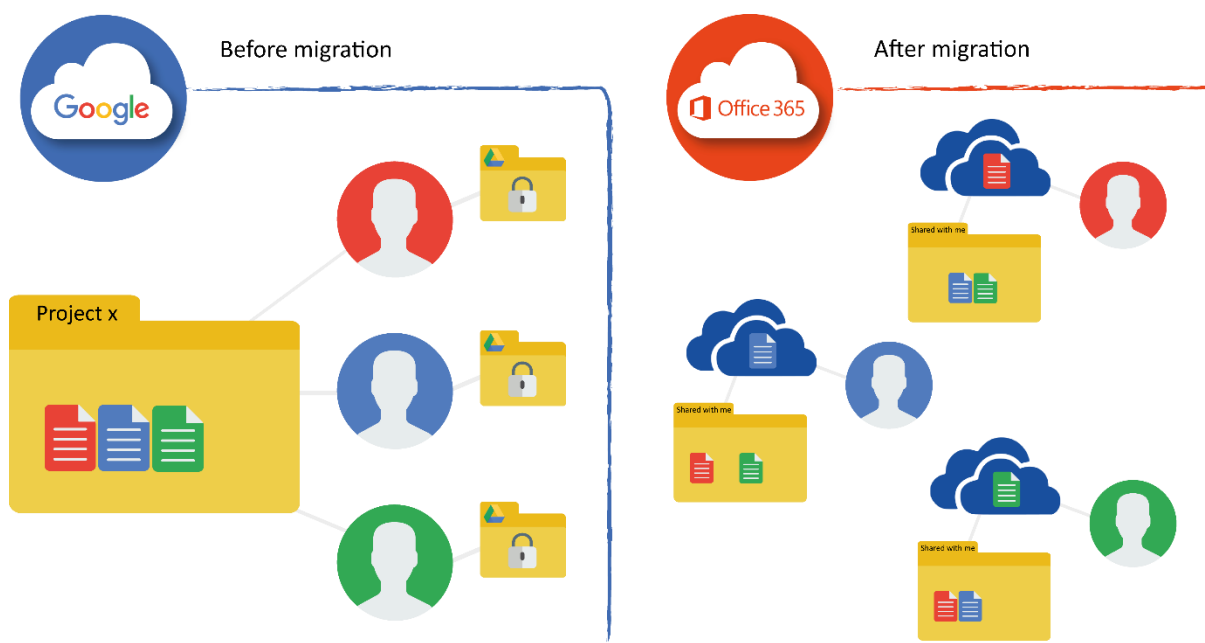 Before migration
Google
Project x
After migration
Office 365
Shared with me
Shared with me
Shared with me